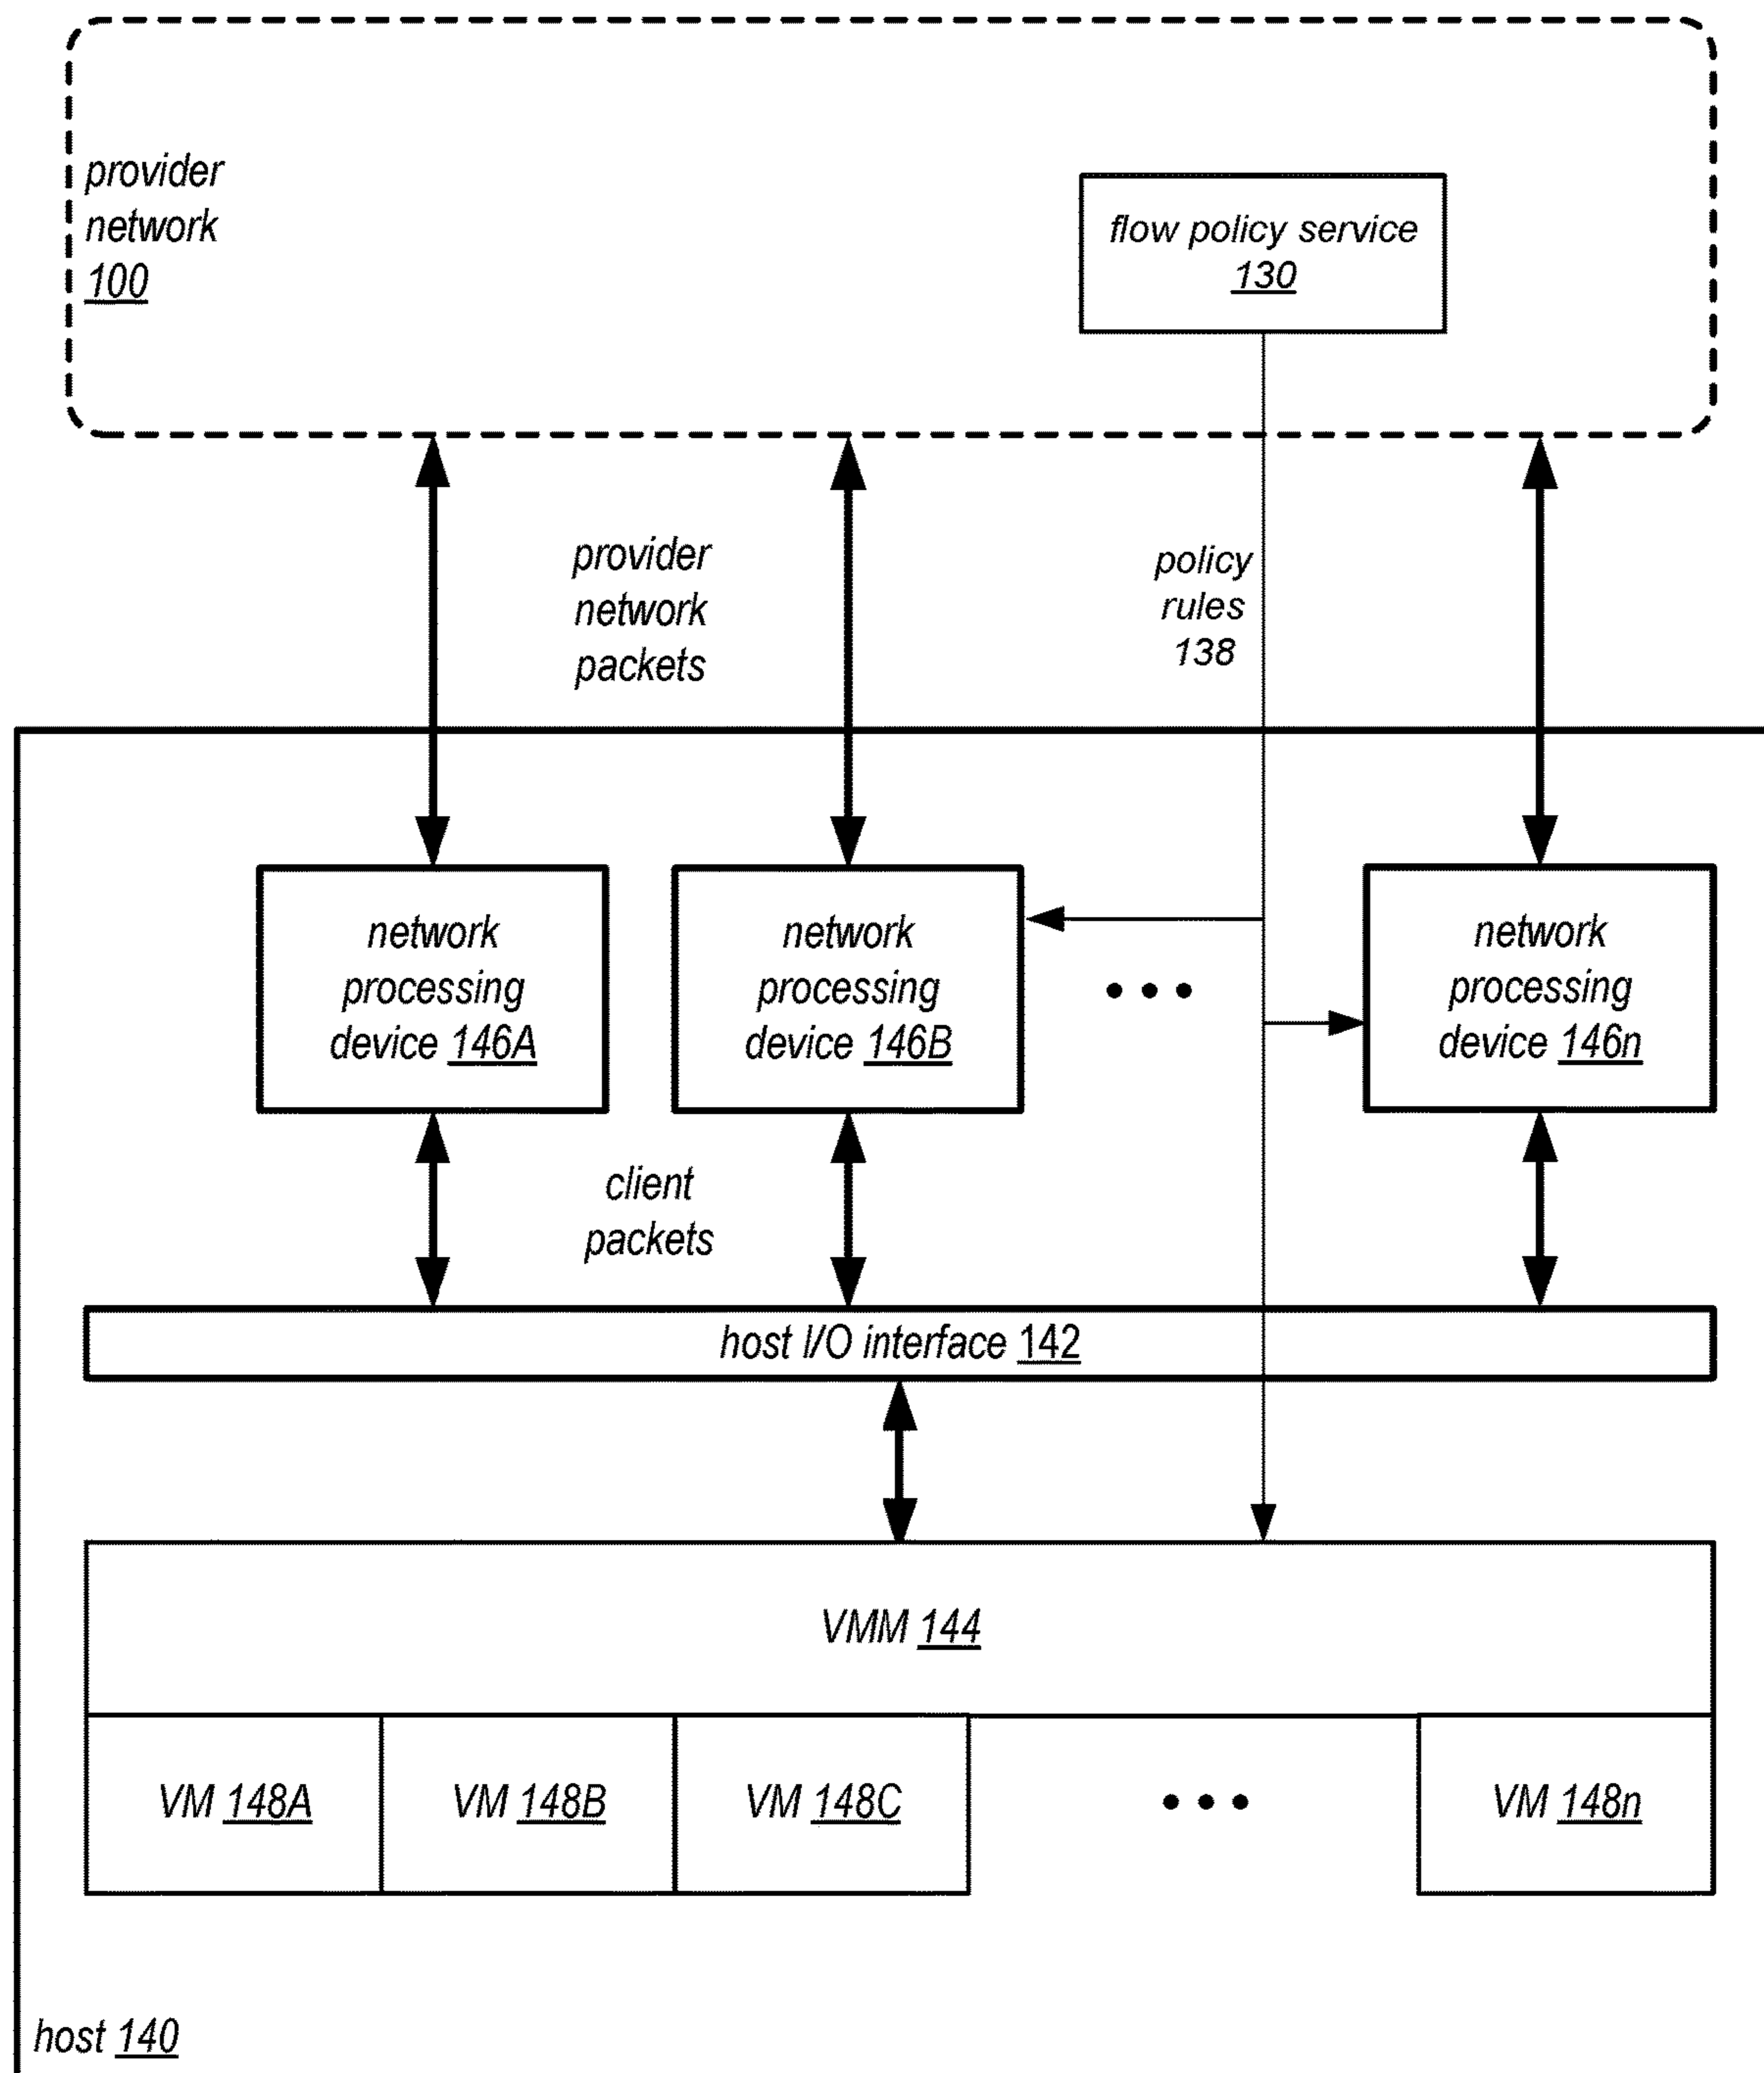 provider
network
100
flow policy service
130
provider
network
packets
policy
rules
138
network
processing
device 146A
network
processing
device 146B
network
processing
device 146n
client
packets
host I/O interface 142
VMM 144
VM 148A
VM 148B
VM 148C
VM 148n
host 140